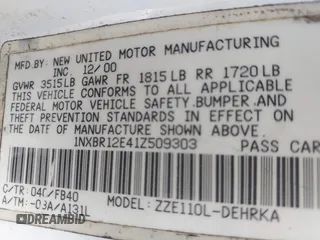 MFD.BY: NEW UNITED MOTOR MANUFACTURING
INC. 12/00
GVWR 3515LB GAWR FR 1815LB RR 1720LB
THIS VEHICLE CONFORMS TO ALL APPLICABLE
FEDERAL MOTOR VEHICLE SAFETY, BUMPER, AND
THEFT PREVENTION STANDARDS IN EFFECT ON
THE DATE OF MANUFACTURE SHOWN ABOVE.
1NXBR12E41Z509303 PASS CAR
C/TR: 040/FB40 MODEL: ZZE110L-DEHRKA
A/TM: -03A/A131L
DREAMBID